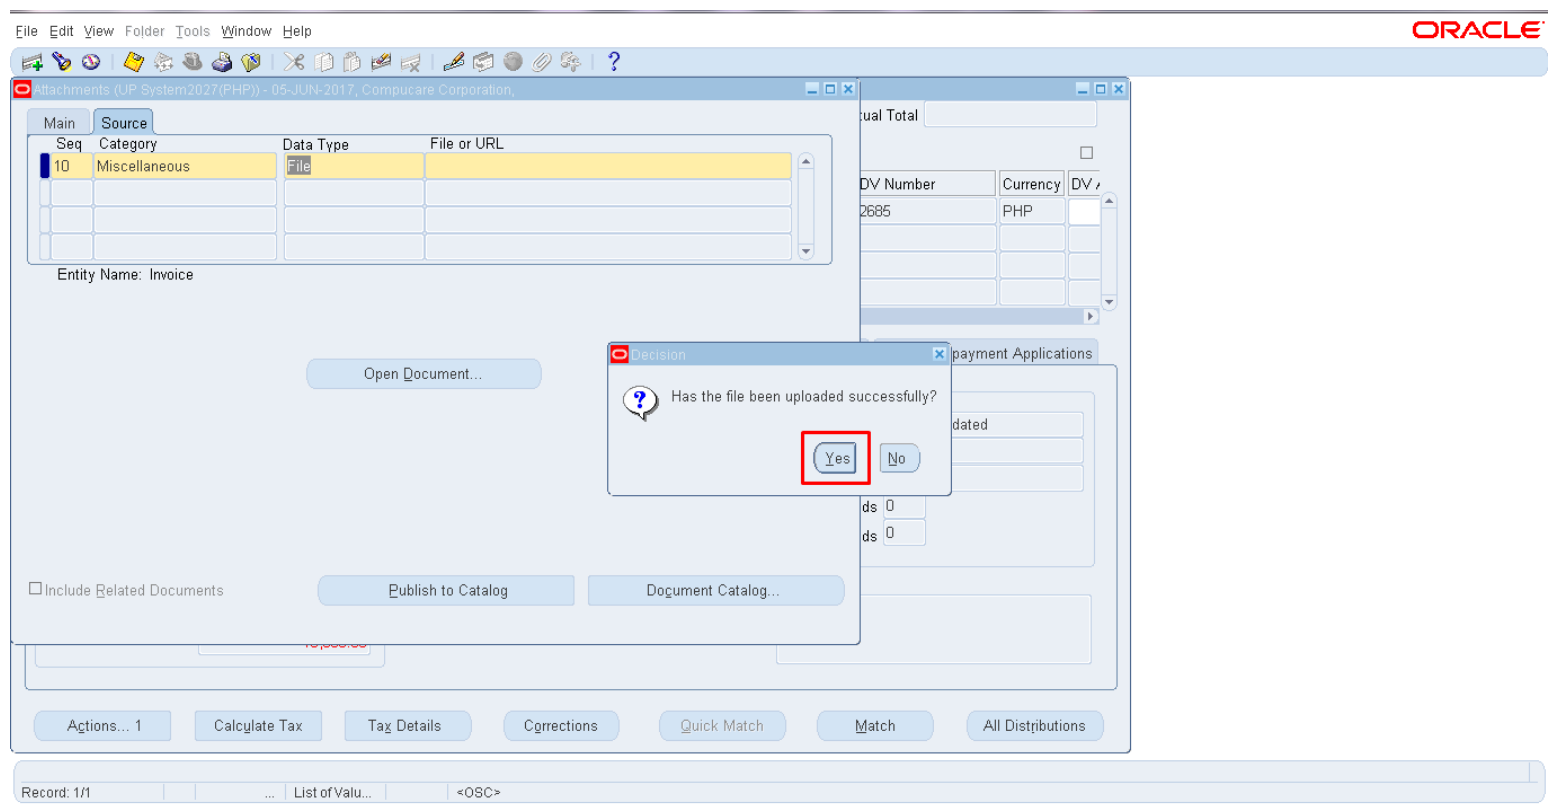 File Edit View Folder Tools Window Help
ORACLE
Attachments (UP System2027(PHP)) - 05-JUN-2017, Compucare Corporation,
Main Source
Seq Category Data Type File or URL
10 Miscellaneous File
Entity Name: Invoice
Open Document...
Include Related Documents
Publish to Catalog
Document Catalog...
tual Total
DV Number Currency DV
2685 PHP
payment Applications
dated
ds 0
ds 0
Decision
Has the file been uploaded successfully?
Yes No
Actions... 1 Calculate Tax Tax Details Corrections Quick Match Match All Distributions
Record: 1/1 ... List of Valu... <OSC>